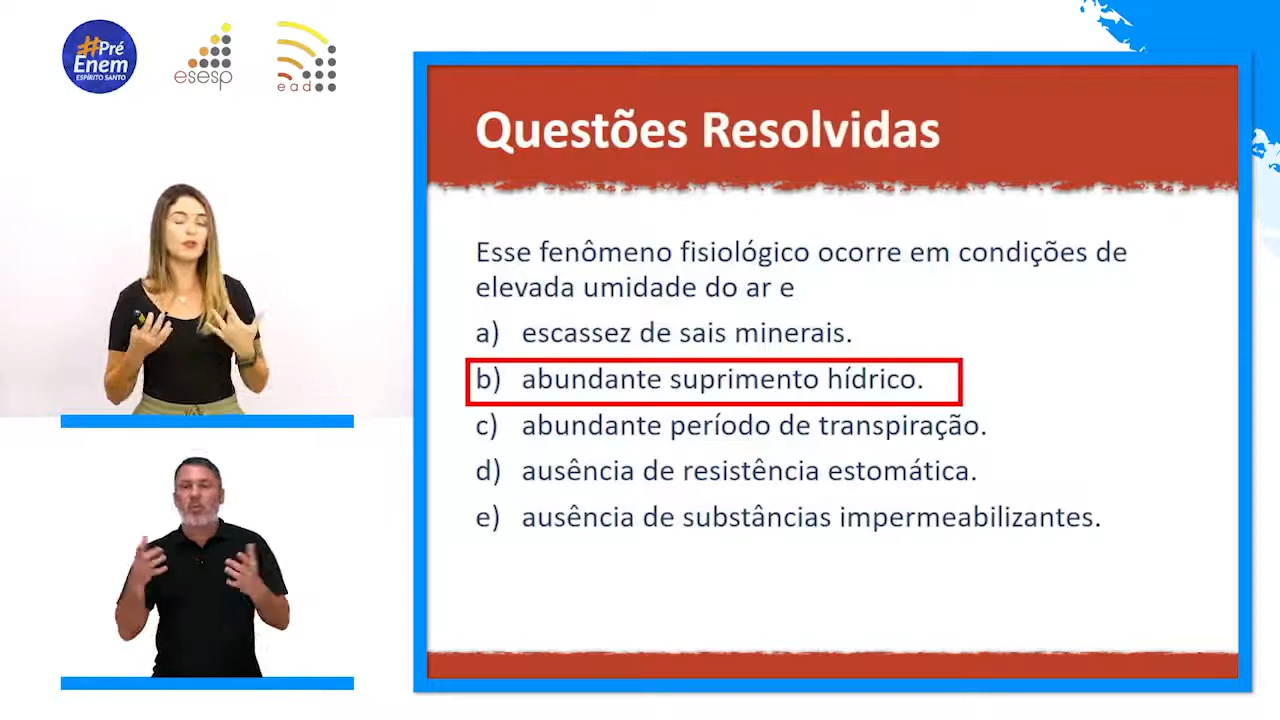 #Pré
Enem
ESPÍRITO SANTO
esesp
ead
Questões Resolvidas
Esse fenômeno fisiológico ocorre em condições de
elevada umidade do ar e
a) escassez de sais minerais.
b) abundante suprimento hídrico.
c) abundante período de transpiração.
d) ausência de resistência estomática.
e) ausência de substâncias impermeabilizantes.